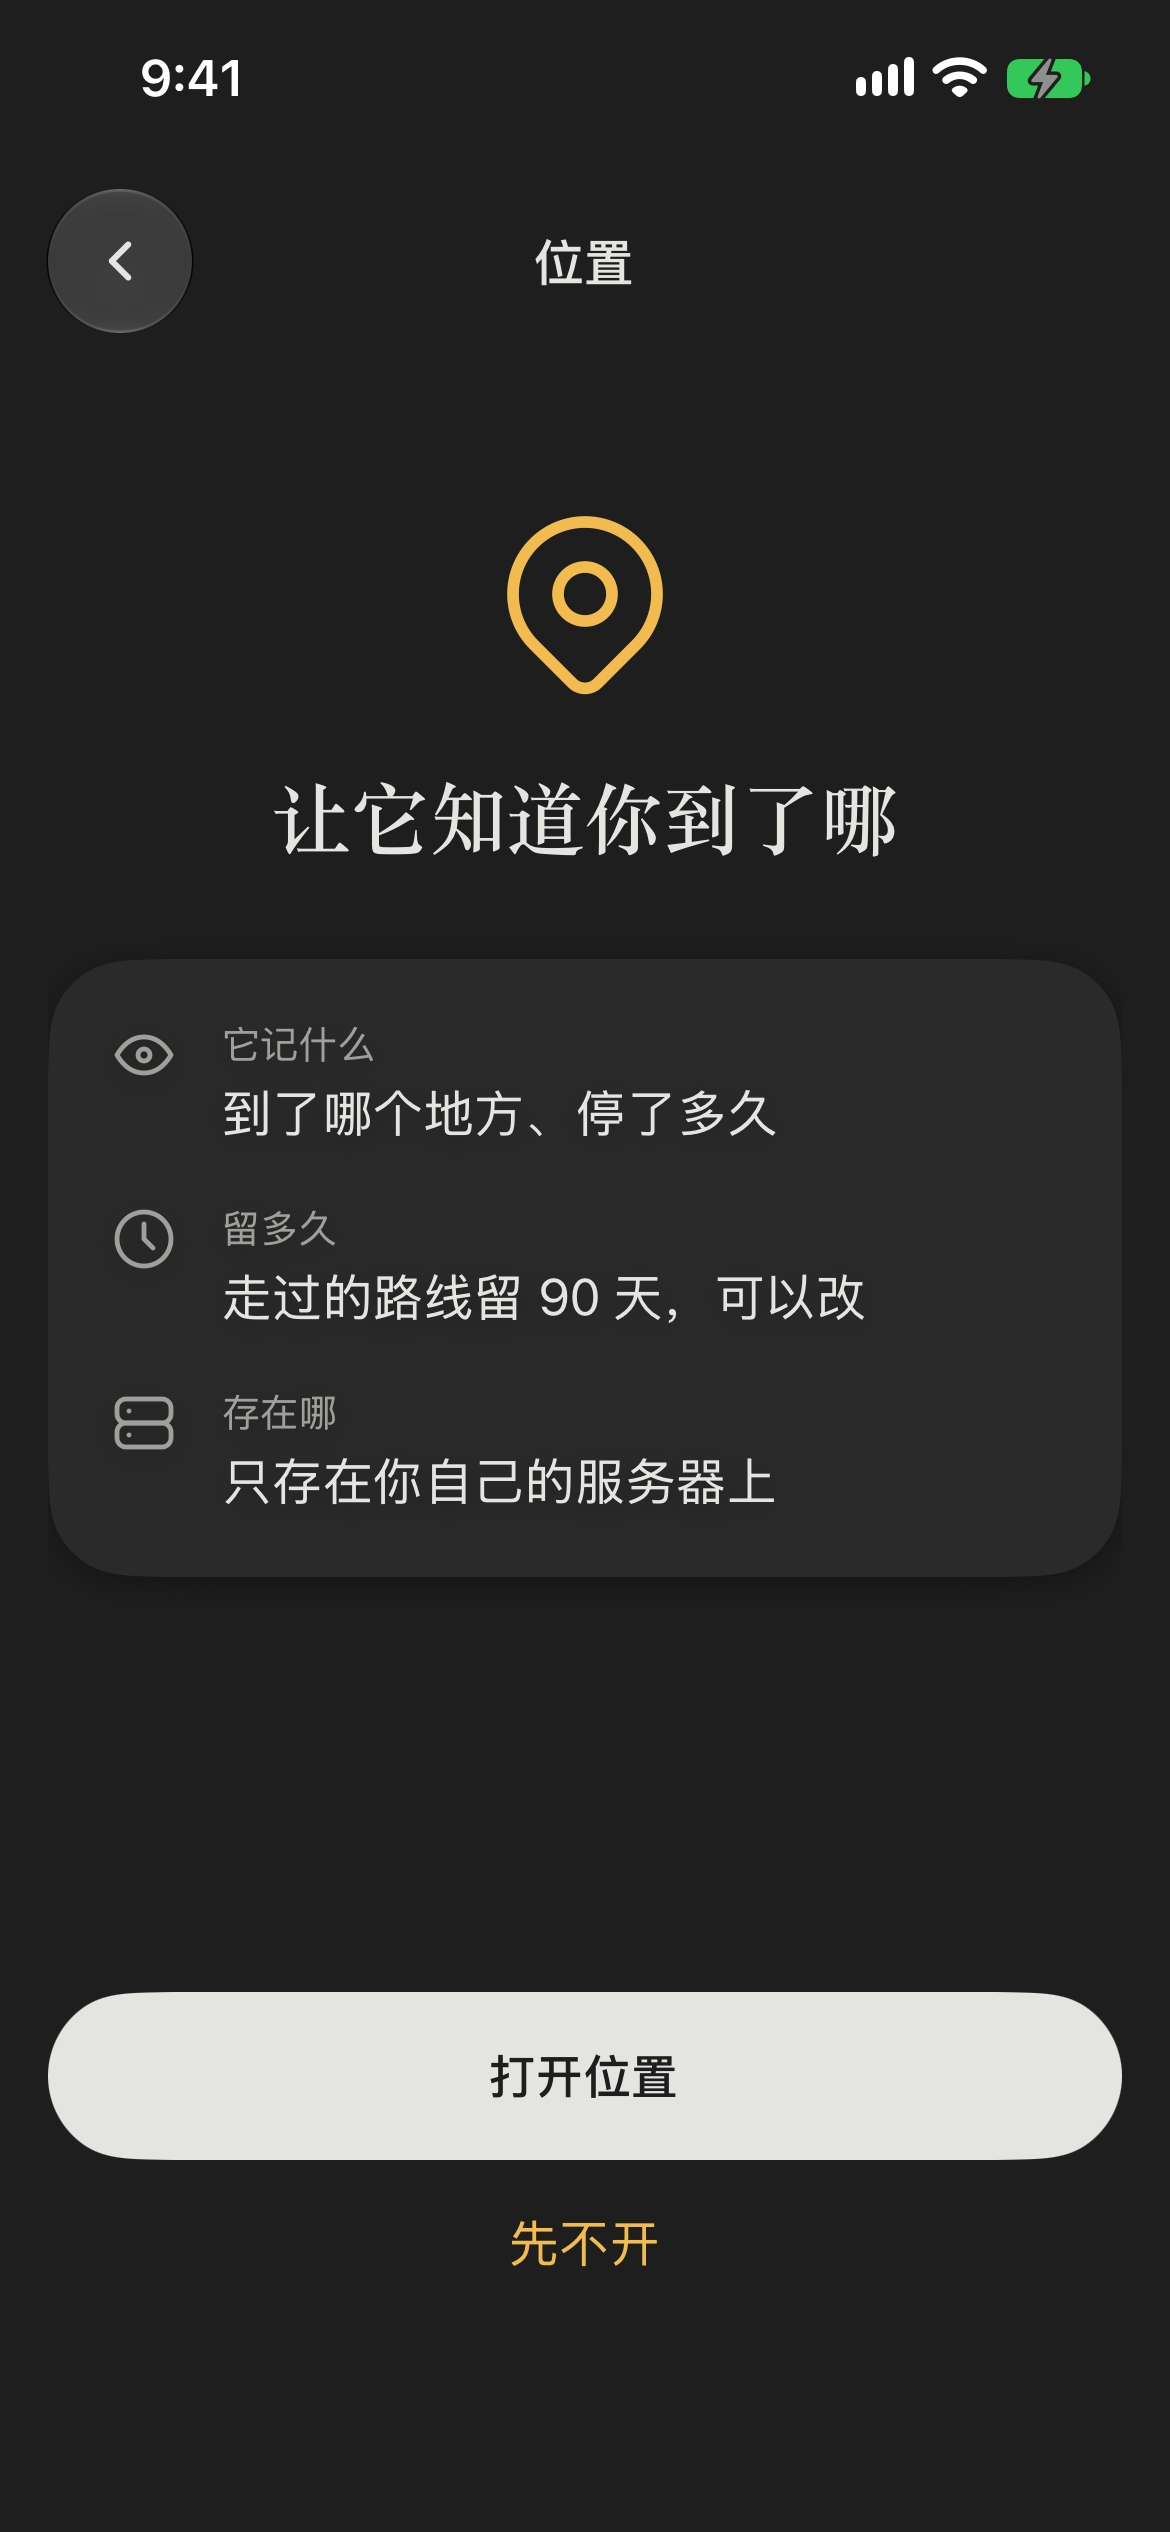 9:41
位置
让它知道你到了哪
它记什么
到了哪个地方、停了多久
留多久
走过的路线留 90 天，可以改
存在哪
只存在你自己的服务器上
打开位置
先不开